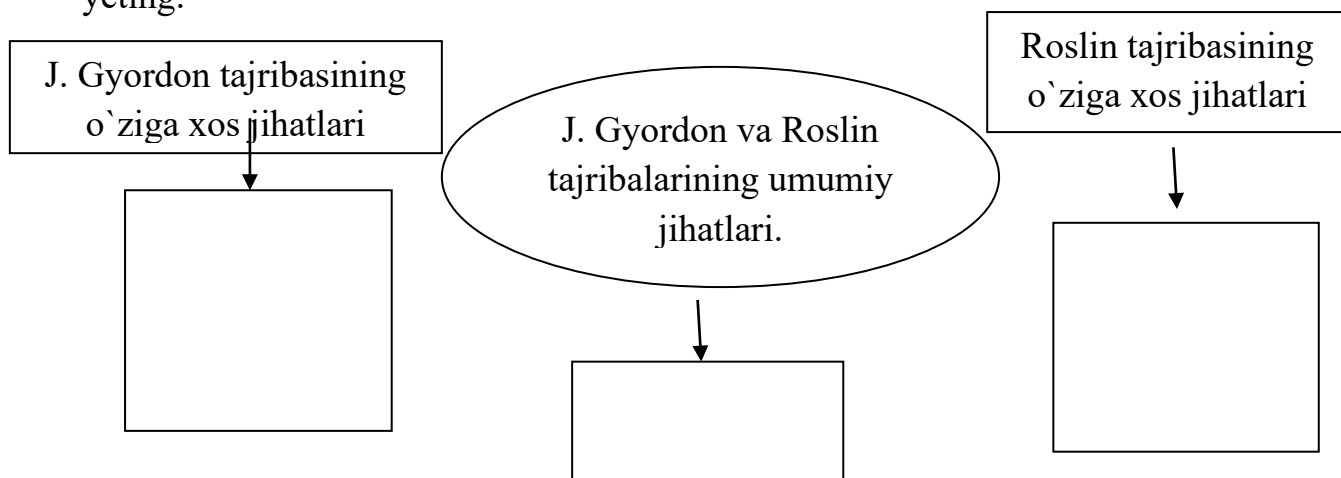 yeting.
J. Gyordon tajribasining
o`ziga xos jihatlari
J. Gyordon va Roslin
tajribalarining umumiy
jihatlari.
Roslin tajribasining
o`ziga xos jihatlari